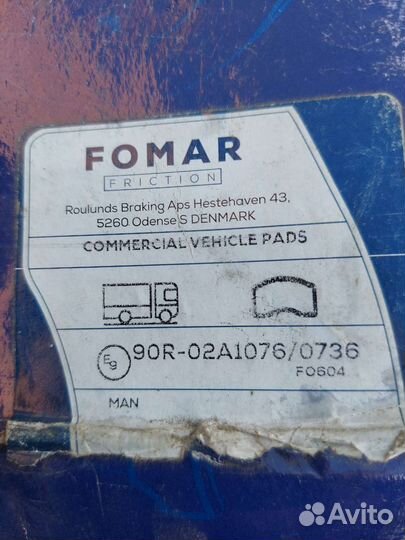 FOMAR
FRICTION
Roulunds Braking Aps Hestehaven 43,
5260 Odense S DENMARK
COMMERCIAL VEHICLE PADS
E9 90R-02A1076/0736
FO604
MAN
Avito